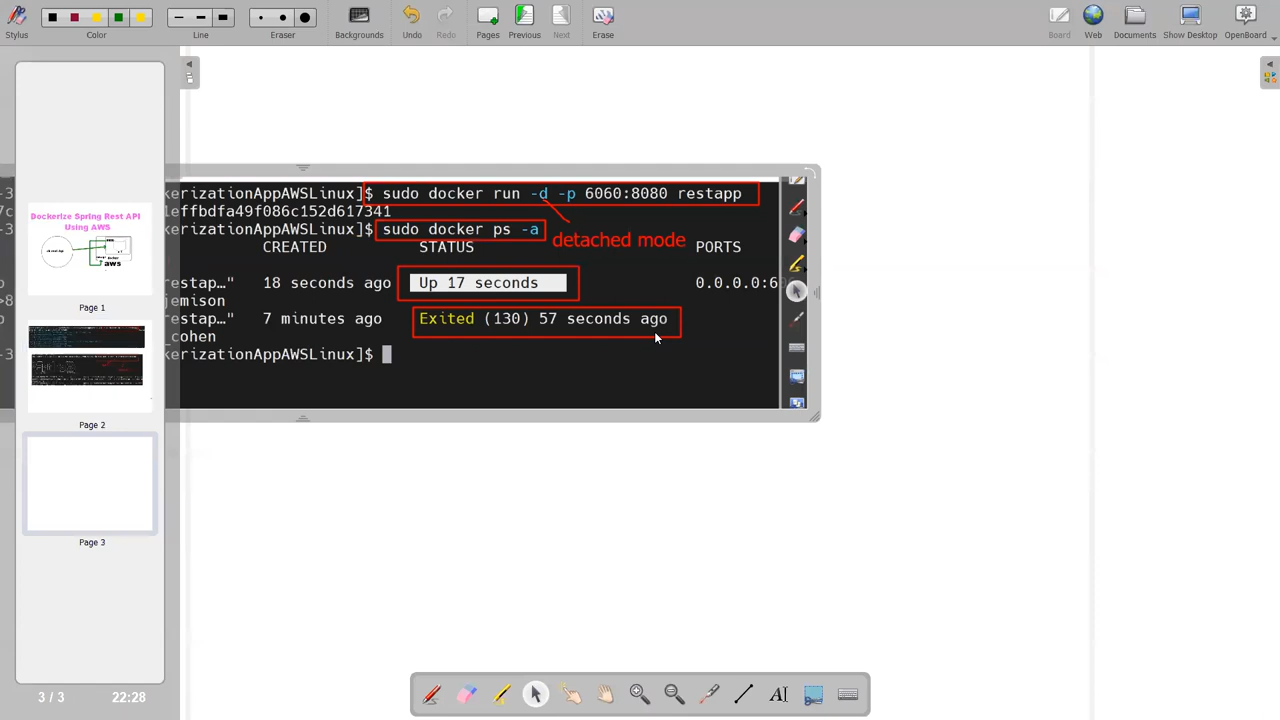 Stylus
Color
Line
Eraser
Backgrounds
Undo
Redo
Pages
Previous
Next
Erase
Board
Web
Documents
Show Desktop
OpenBoard
Dockerize Spring Rest API
Using AWS
aws
Page 1
Page 2
Page 3
3 / 3
22:28
kerizationAppAWSLinux]$ sudo docker run -d -p 6060:8080 restapp
leffbdfa49f086c152d617341
kerizationAppAWSLinux]$ sudo docker ps -a
detached mode
CREATED STATUS PORTS
restap…" 18 seconds ago Up 17 seconds 0.0.0.0:6
jemison
restap…" 7 minutes ago Exited (130) 57 seconds ago
_cohen
kerizationAppAWSLinux]$